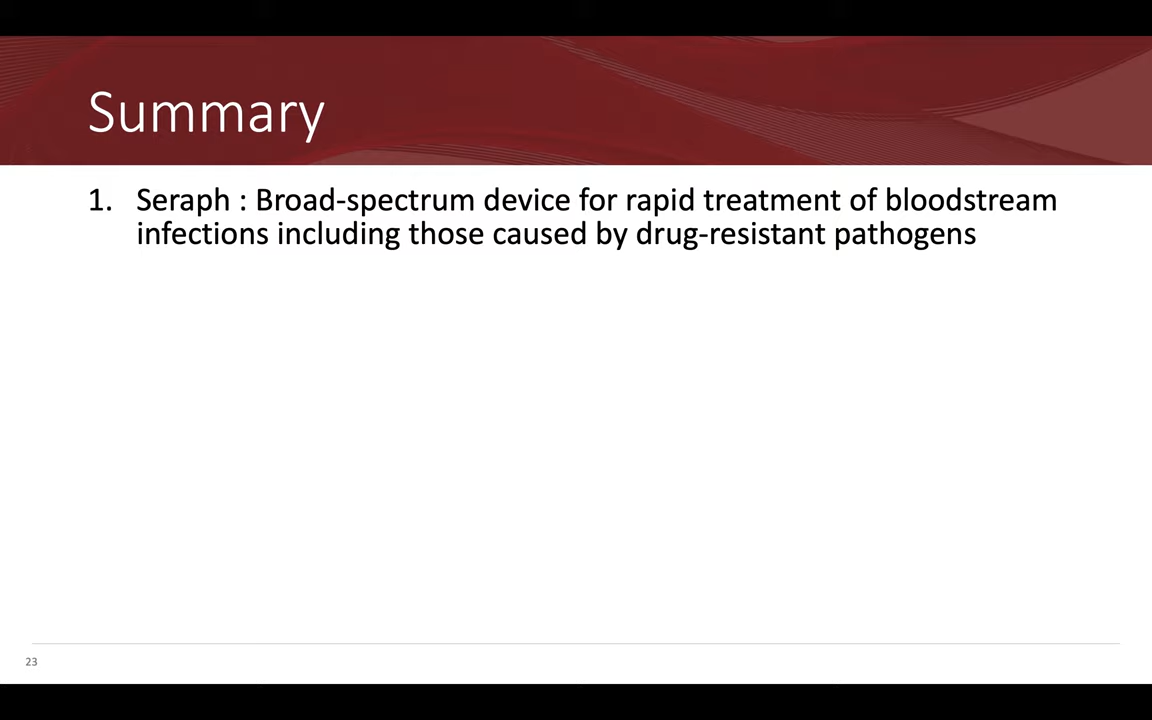 Summary
1. Seraph : Broad-spectrum device for rapid treatment of bloodstream
infections including those caused by drug-resistant pathogens
23